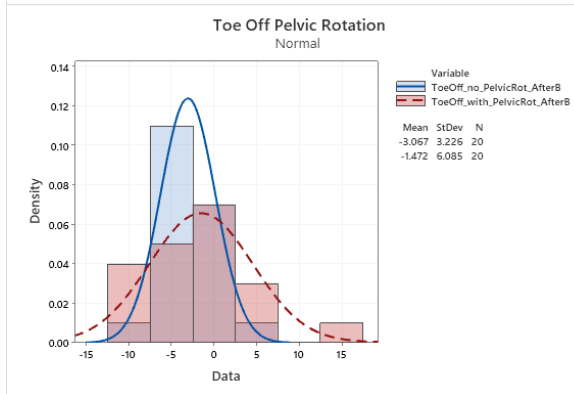 Toe Off Pelvic Rotation
Normal
0.14
0.12
0.10
0.08
0.06
0.04
0.02
0.00
Density
-15 -10 -5 0 5 10 15
Data
Variable
ToeOff_no_PelvicRot_AfterB
ToeOff_with_PelvicRot_AfterB
Mean StDev N
-3.067 3.226 20
-1.472 6.085 20